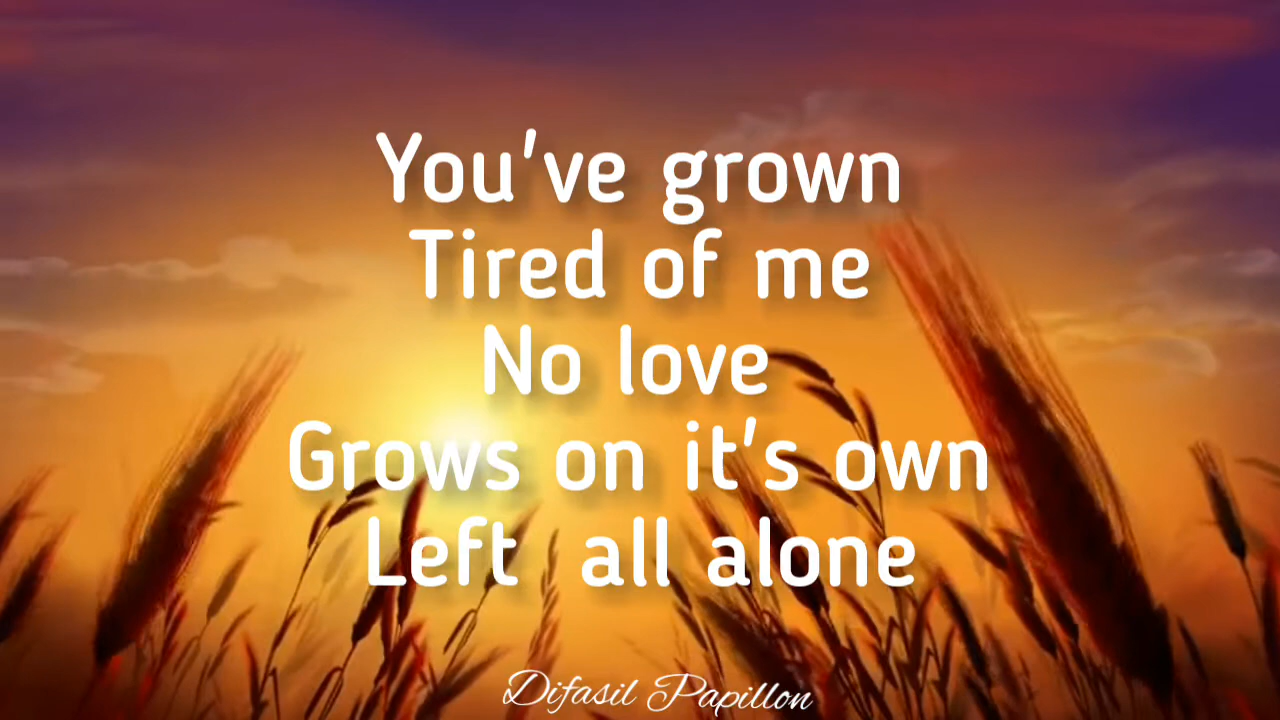 You've grown
Tired of me
No love
Grows on it's own
Left all alone
Difasil Papillon